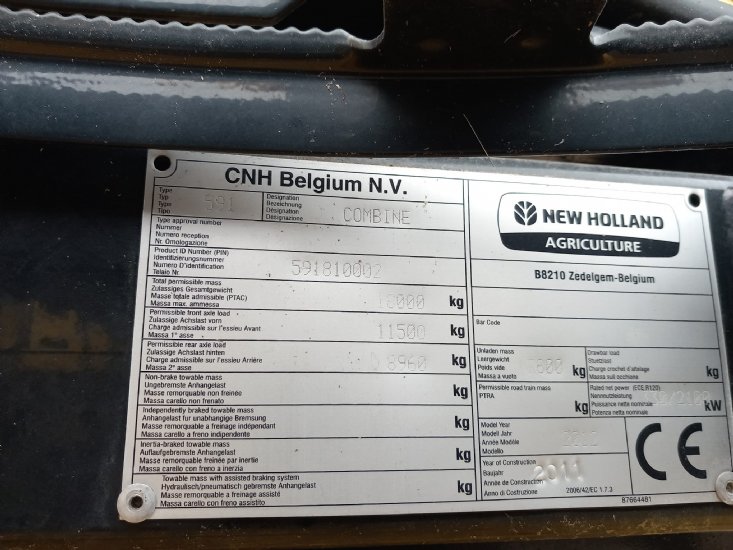 CNH Belgium N.V.
Type
Typ
Type
Tipo
591
Designation
Bezeichnung
Désignation
Designazione
COMBINE
Type approval number
Nummer
Numero reception
Nr. Omologazione
Product ID Number (PIN)
Identifizierungsnummer
Numero D'identification
Telaio Nr.
591810002
Total permissible mass
Zulassiges Gesamtgewicht
Masse totale admissible (PTAC)
Massa max. ammessa
kg
Permissible front axle load
Zulassige Achslast vorn
Charge admissible sur l'essieu Avant
Massa 1° asse
11500 kg
Permissible rear axle load
Zulassige Achslast hinten
Charge admissible sur l'essieu Arrière
Massa 2° asse
8960 kg
Non-brake towable mass
Ungebremste Anhangelast
Masse remorquable non freinée
Massa carello non frenato
kg
Independently braked towable mass
Anhangelast fur unabhangige Bremsung
Masse remorquable a freinage independant
Massa carello a freno indipendente
kg
Inertia-braked towable mass
Auflaufgebremste Anhangelast
Masse remorquable freinée par inertie
Massa carello a freno a inerzia
kg
Towable mass with assisted braking system
Hydraulisch/pneumatisch gebremste Anhangelast
Masse remorquable a freinage assisté
Massa carello con freno assistito
kg
NEW HOLLAND
AGRICULTURE
B8210 Zedelgem-Belgium
Bar Code
Unladen mass
Leergewicht
Poids vide
Massa a vuoto
kg
Drawbar load
Stuetzlast
Charge crochet d'attelage
Massa sull occhione
kg
Permissible road train mass
PTRA
kg
Rated net power (ECE R120)
Nennnutzleistung
Puissance nette nominale
Potenza netta nominale
kW
Model Year
Modell Jahr
Année Modèle
Modello
Year of Construction
Baujahr
Anno di Costruzione
2011
2006/42/EC 1.7.3
CE
87664481